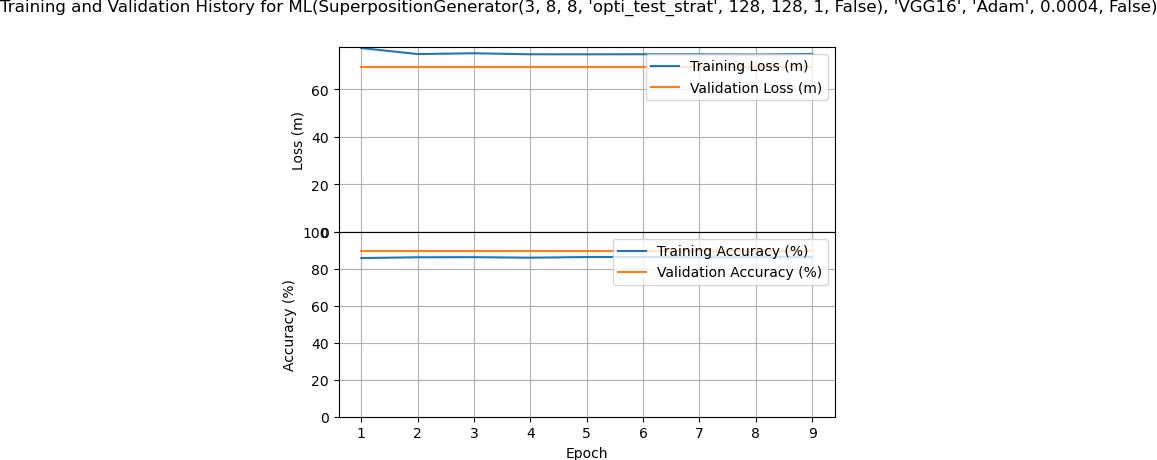 Training and Validation History for ML(SuperpositionGenerator(3, 8, 8, 'opti_test_strat', 128, 128, 1, False), 'VGG16', 'Adam', 0.0004, False)
Training Loss (m)
Validation Loss (m)
60
40
20
0
Loss (m)
Training Accuracy (%)
Validation Accuracy (%)
100
80
60
40
20
0
Accuracy (%)
1 2 3 4 5 6 7 8 9
Epoch